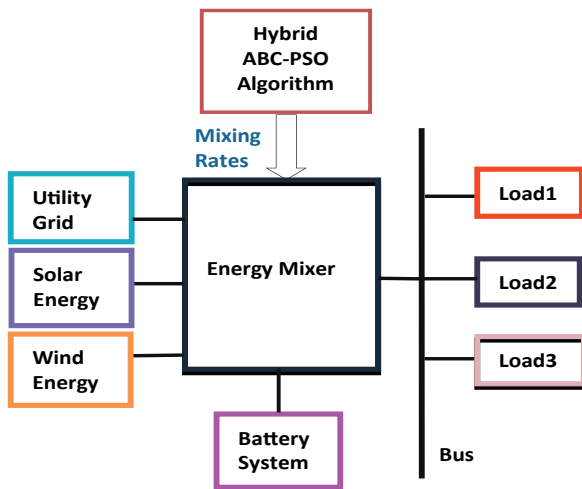 Hybrid
ABC-PSO
Algorithm
Mixing
Rates
Utility
Grid
Solar
Energy
Wind
Energy
Energy Mixer
Battery
System
Load1
Load2
Load3
Bus